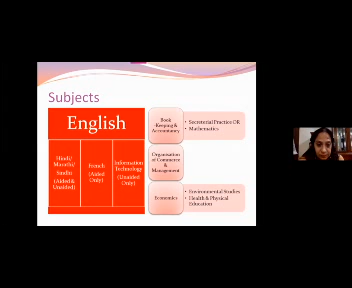 Subjects
English
Hindi/
Marathi/
Sindhi
(Aided &
Unaided)
French
(Aided
Only)
Information
Technology
(Unaided
Only)
Book
-Keeping &
Accountancy
• Secretorial Practice OR
• Mathematics
Organisation
of Commerce
&
Management
Economics
• Environmental Studies
• Health & Physical
Education